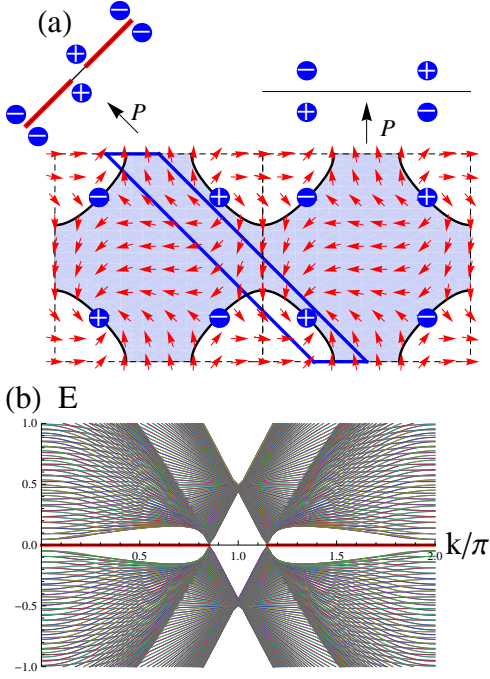 (a)
− + −
− + −
P
− +
+ −
P
− + − +
+ − + −
(b) E
1.0
0.5
0.0
−0.5
−1.0
0.5 1.0 1.5 2.0
k/π